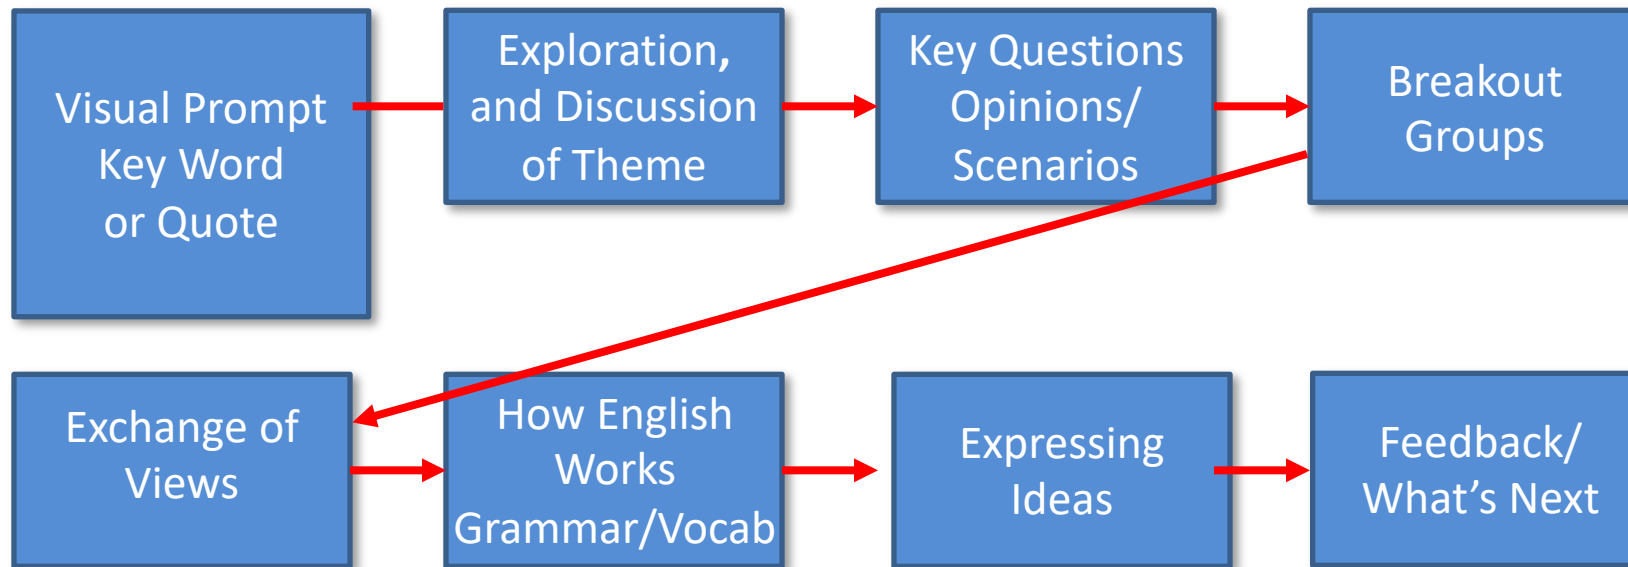 Visual Prompt
Key Word
or Quote
Exploration,
and Discussion
of Theme
Key Questions
Opinions/
Scenarios
Breakout
Groups
Exchange of
Views
How English
Works
Grammar/Vocab
Expressing
Ideas
Feedback/
What’s Next